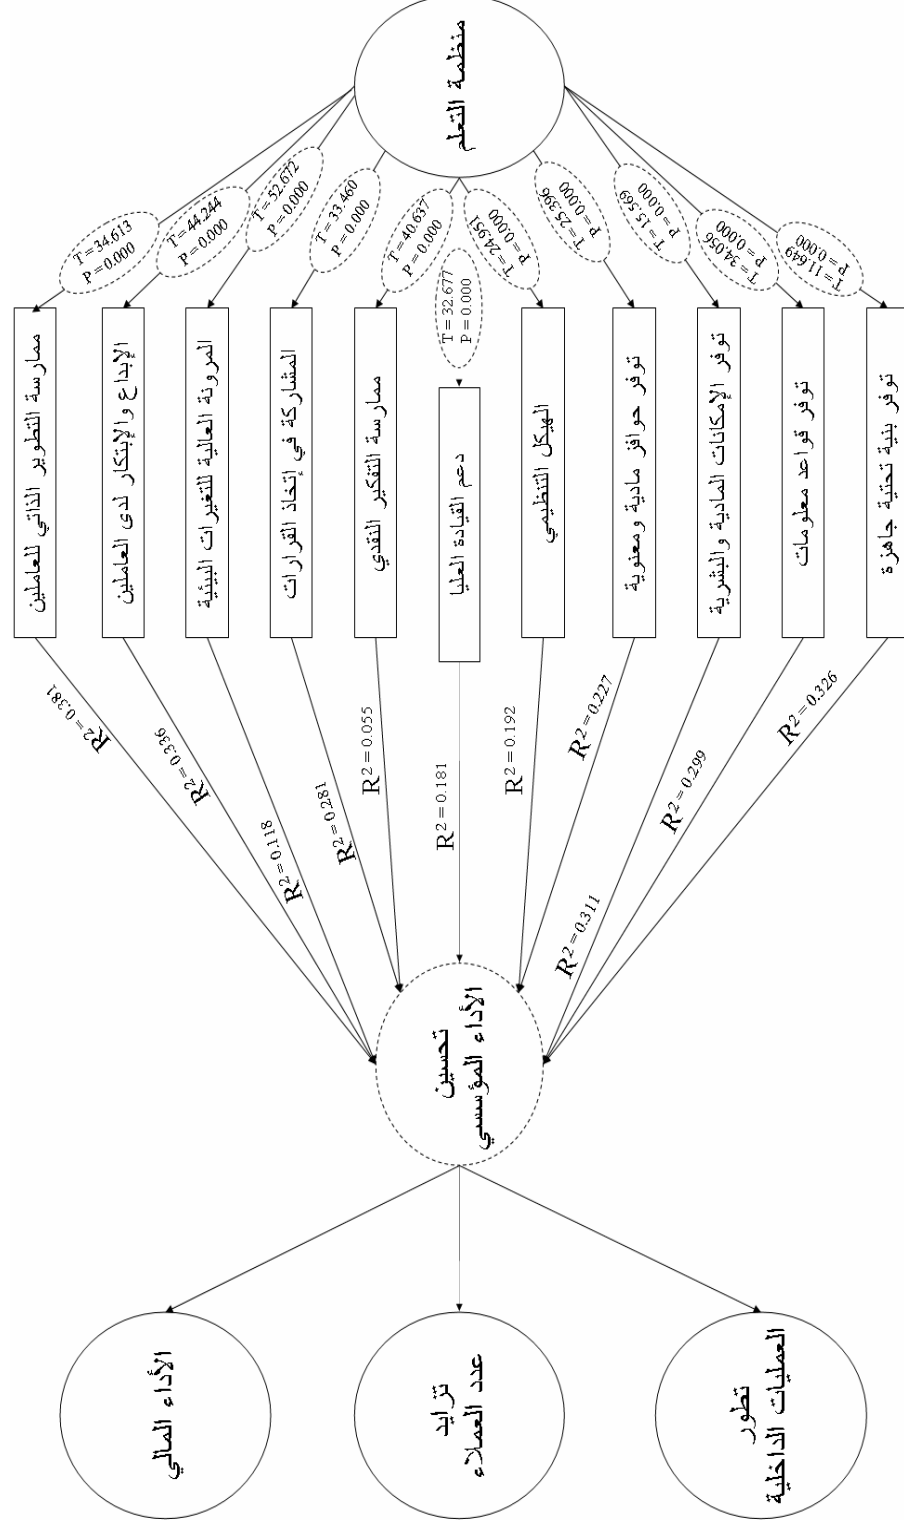 منظمة التعلم
T = 34.613
P = 0.000
T = 44.244
P = 0.000
T = 52.672
P = 0.000
T = 33.460
P = 0.000
T = 40.637
P = 0.000
T = 32.677
P = 0.000
T = 24.951
P = 0.000
T = 25.396
P = 0.000
T = 15.569
P = 0.000
T = 34.056
P = 0.000
T = 11.649
P = 0.000
ممارسة التطوير الذاتي للعاملين
الإبداع والإبتكار لدى العاملين
المرونة العالية للتغيرات البيئية
المشاركة في إتخاذ القرارات
ممارسة التفكير النقدي
دعم القيادة العليا
الهيكل التنظيمي
توفر حوافز مادية ومعنوية
توفر الإمكانات المادية والبشرية
توفر قواعد معلومات
توفر بنية تحتية جاهزة
R² = 0.381
R² = 0.336
R² = 0.118
R² = 0.281
R² = 0.055
R² = 0.181
R² = 0.192
R² = 0.227
R² = 0.311
R² = 0.299
R² = 0.326
تحسين
الأداء المؤسسي
الأداء المالي
تزايد
عدد العملاء
تطور
العمليات الداخلية